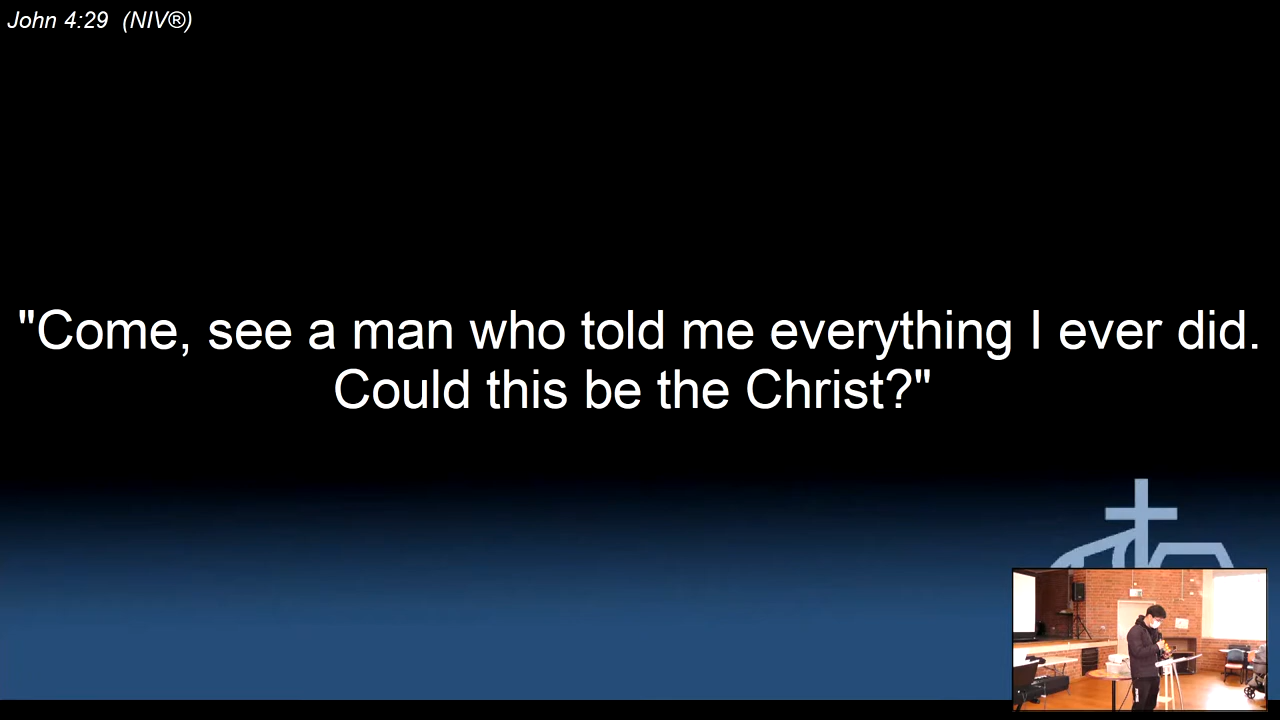 John 4:29 (NIV®)
"Come, see a man who told me everything I ever did.
Could this be the Christ?"